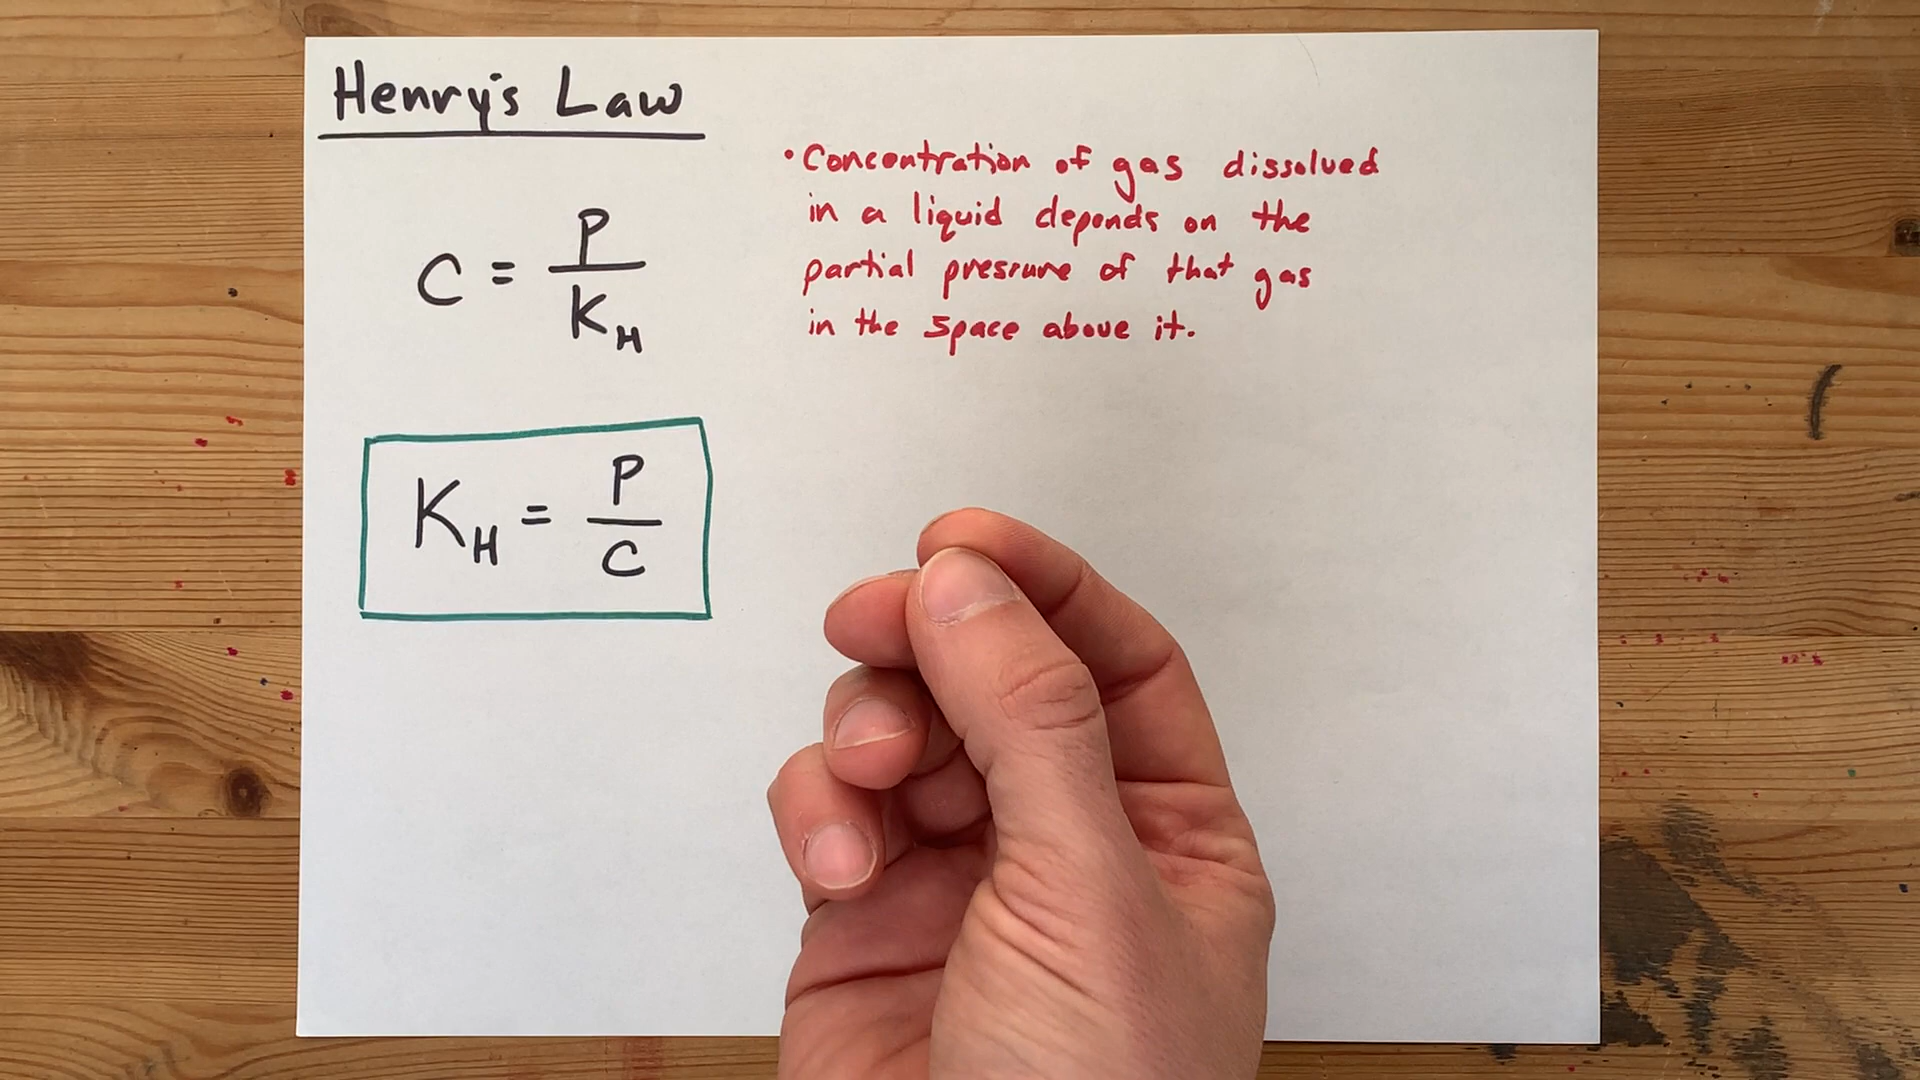 Henry's Law
C = P / K_H
K_H = P / C
• Concentration of gas dissolved
in a liquid depends on the
partial pressure of that gas
in the space above it.